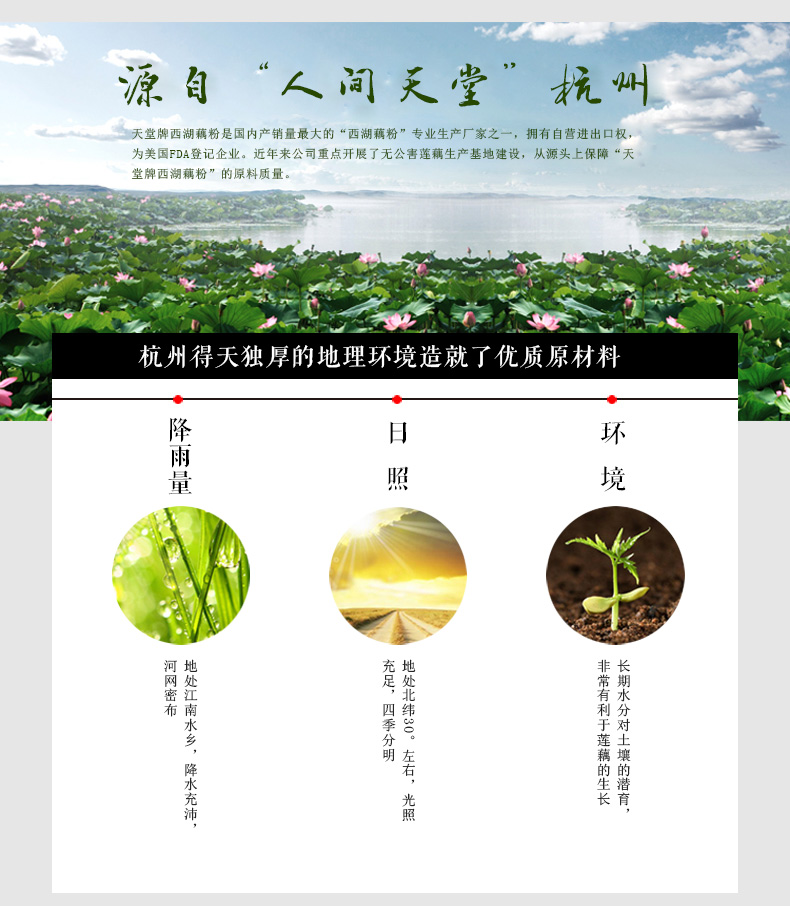 源自“人间天堂”杭州
天堂牌西湖藕粉是国内产销量最大的“西湖藕粉”专业生产厂家之一，拥有自营进出口权，
为美国FDA登记企业。近年来公司重点开展了无公害莲藕生产基地建设，从源头上保障“天
堂牌西湖藕粉”的原料质量。
杭州得天独厚的地理环境造就了优质原材料
降雨量
日照
环境
地处江南水乡，降水充沛，
河网密布
地处北纬30°左右，光照
充足，四季分明
长期水分对土壤的潜育，
非常有利于莲藕的生长